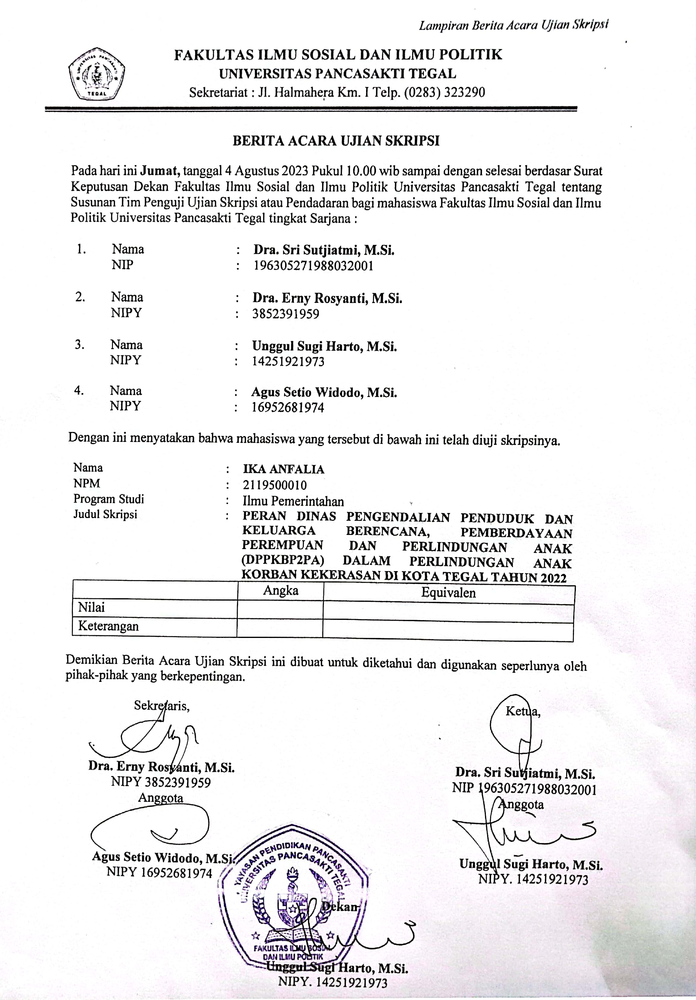 Lampiran Berita Acara Ujian Skripsi
UNIVERSITAS PANCASAKTI
TEGAL
FAKULTAS ILMU SOSIAL DAN ILMU POLITIK
UNIVERSITAS PANCASAKTI TEGAL
Sekretariat : Jl. Halmahera Km. I Telp. (0283) 323290
BERITA ACARA UJIAN SKRIPSI
Pada hari ini Jumat, tanggal 4 Agustus 2023 Pukul 10.00 wib sampai dengan selesai berdasar Surat
Keputusan Dekan Fakultas Ilmu Sosial dan Ilmu Politik Universitas Pancasakti Tegal tentang
Susunan Tim Penguji Ujian Skripsi atau Pendadaran bagi mahasiswa Fakultas Ilmu Sosial dan Ilmu
Politik Universitas Pancasakti Tegal tingkat Sarjana :
1. Nama : Dra. Sri Sutjiatmi, M.Si.
NIP : 196305271988032001
2. Nama : Dra. Erny Rosyanti, M.Si.
NIPY : 3852391959
3. Nama : Unggul Sugi Harto, M.Si.
NIPY : 14251921973
4. Nama : Agus Setio Widodo, M.Si.
NIPY : 16952681974
Dengan ini menyatakan bahwa mahasiswa yang tersebut di bawah ini telah diuji skripsinya.
Nama : IKA ANFALIA
NPM : 2119500010
Program Studi : Ilmu Pemerintahan
Judul Skripsi : PERAN DINAS PENGENDALIAN PENDUDUK DAN
KELUARGA BERENCANA, PEMBERDAYAAN
PEREMPUAN DAN PERLINDUNGAN ANAK
(DPPKBP2PA) DALAM PERLINDUNGAN ANAK
KORBAN KEKERASAN DI KOTA TEGAL TAHUN 2022
Angka Equivalen
Nilai
Keterangan
Demikian Berita Acara Ujian Skripsi ini dibuat untuk diketahui dan digunakan seperlunya oleh
pihak-pihak yang berkepentingan.
Sekretaris,
Dra. Erny Rosyanti, M.Si.
NIPY 3852391959
Ketua,
Dra. Sri Sutjiatmi, M.Si.
NIP 196305271988032001
Anggota
Agus Setio Widodo, M.Si.
NIPY 16952681974
Anggota
Unggul Sugi Harto, M.Si.
NIPY. 14251921973
YAYASAN PENDIDIKAN PANCASAKTI
UNIVERSITAS PANCASAKTI TEGAL
Dekan
FAKULTAS ILMU SOSIAL
DAN ILMU POLITIK
Unggul Sugi Harto, M.Si.
NIPY. 14251921973